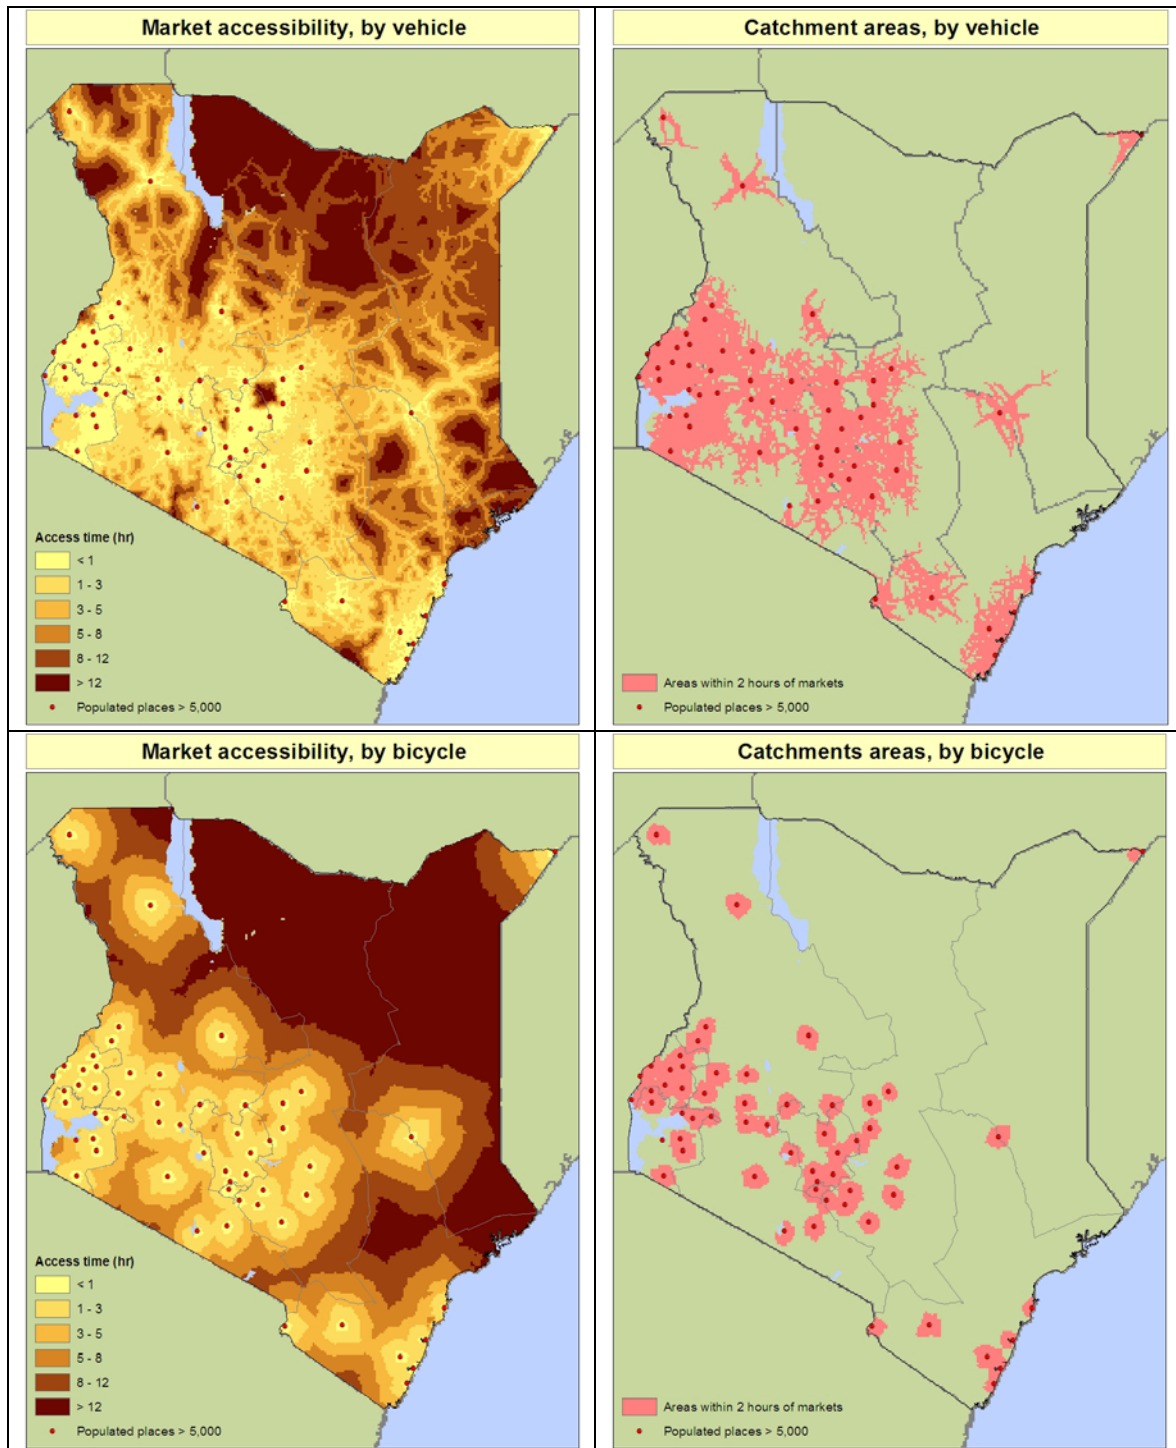 Market accessibility, by vehicle
Access time (hr)
< 1
1 - 3
3 - 5
5 - 8
8 - 12
> 12
Populated places > 5,000
Catchment areas, by vehicle
Areas within 2 hours of markets
Populated places > 5,000
Market accessibility, by bicycle
Access time (hr)
< 1
1 - 3
3 - 5
5 - 8
8 - 12
> 12
Populated places > 5,000
Catchments areas, by bicycle
Areas within 2 hours of markets
Populated places > 5,000